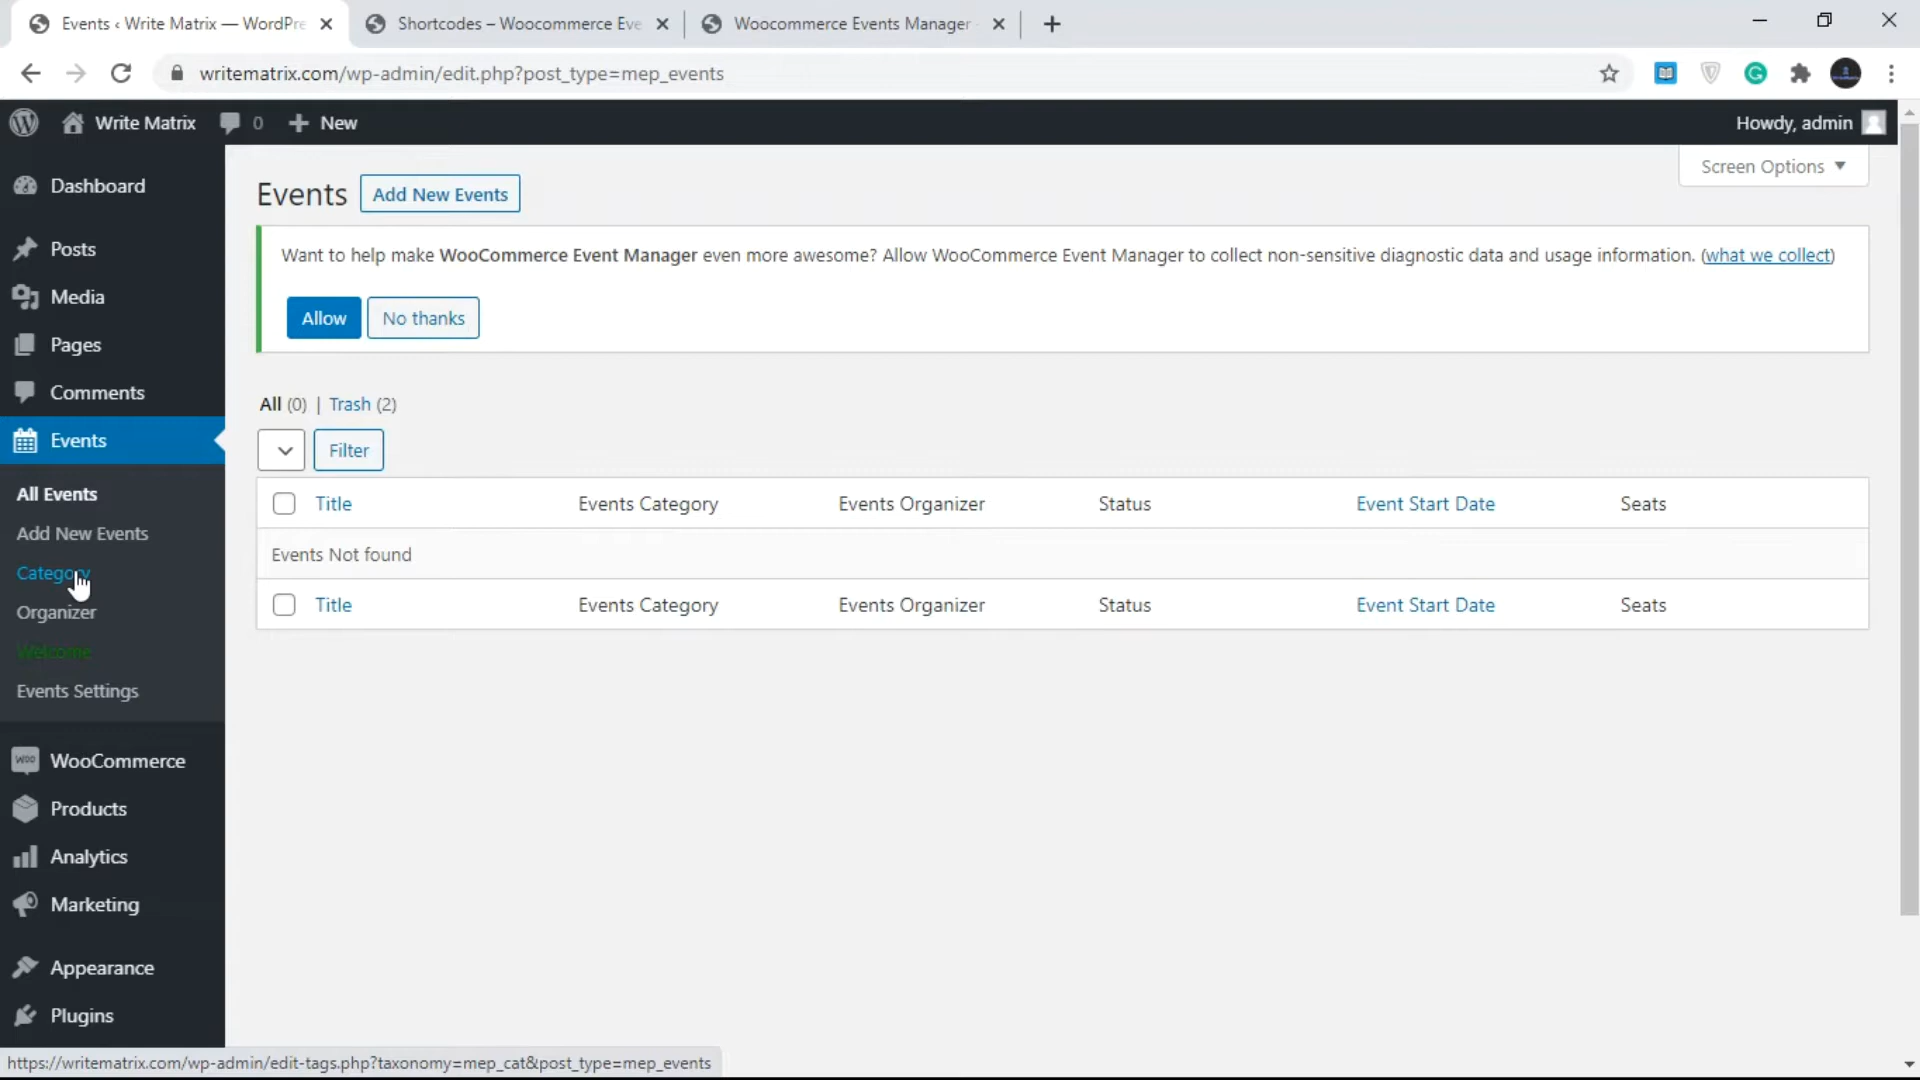 Events ‹ Write Matrix — WordPre
Shortcodes – Woocommerce Eve
Woocommerce Events Manager
writematrix.com/wp-admin/edit.php?post_type=mep_events
Write Matrix
0
New
Howdy, admin
Screen Options
Dashboard
Posts
Media
Pages
Comments
Events
All Events
Add New Events
Category
Organizer
Welcome
Events Settings
WooCommerce
Products
Analytics
Marketing
Appearance
Plugins
Events
Add New Events
Want to help make WooCommerce Event Manager even more awesome? Allow WooCommerce Event Manager to collect non-sensitive diagnostic data and usage information. (what we collect)
Allow
No thanks
All (0) | Trash (2)
Filter
Title Events Category Events Organizer Status Event Start Date Seats
Events Not found
Title Events Category Events Organizer Status Event Start Date Seats
https://writematrix.com/wp-admin/edit-tags.php?taxonomy=mep_cat&post_type=mep_events